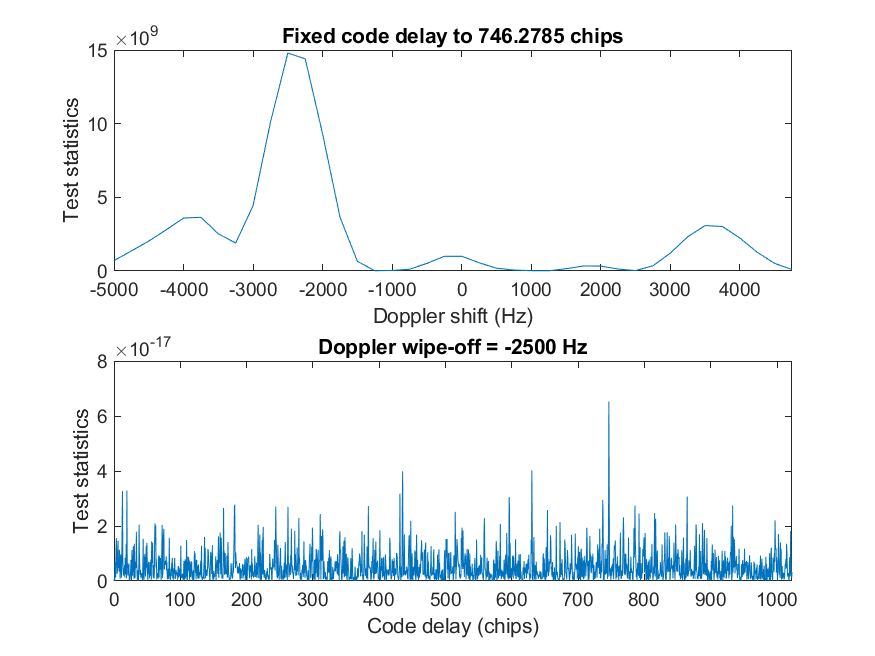 Fixed code delay to 746.2785 chips
×10^9
15
10
5
0
Test statistics
-5000 -4000 -3000 -2000 -1000 0 1000 2000 3000 4000
Doppler shift (Hz)
Doppler wipe-off = -2500 Hz
×10^-17
8
6
4
2
0
Test statistics
0 100 200 300 400 500 600 700 800 900 1000
Code delay (chips)